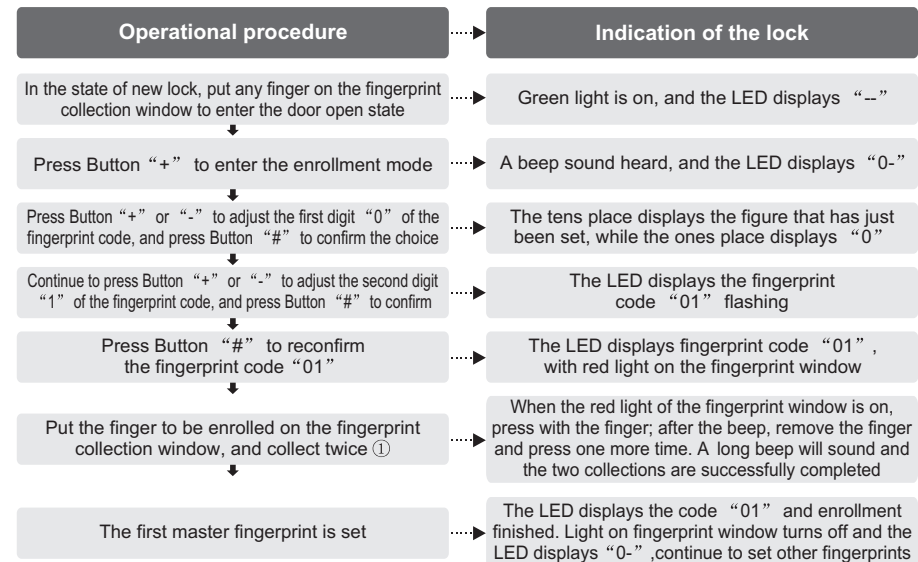 Operational procedure
Indication of the lock
In the state of new lock, put any finger on the fingerprint
collection window to enter the door open state
Green light is on, and the LED displays “--”
Press Button “+” to enter the enrollment mode
A beep sound heard, and the LED displays “0-”
Press Button “+” or “-” to adjust the first digit “0” of the
fingerprint code, and press Button “#” to confirm the choice
The tens place displays the figure that has just
been set, while the ones place displays “0”
Continue to press Button “+” or “-” to adjust the second digit
“1” of the fingerprint code, and press Button “#” to confirm
The LED displays the fingerprint
code “01” flashing
Press Button “#” to reconfirm
the fingerprint code “01”
The LED displays fingerprint code “01” ,
with red light on the fingerprint window
Put the finger to be enrolled on the fingerprint
collection window, and collect twice ①
When the red light of the fingerprint window is on,
press with the finger; after the beep, remove the finger
and press one more time. A long beep will sound and
the two collections are successfully completed
The first master fingerprint is set
The LED displays the code “01” and enrollment
finished. Light on fingerprint window turns off and the
LED displays “0-” ,continue to set other fingerprints